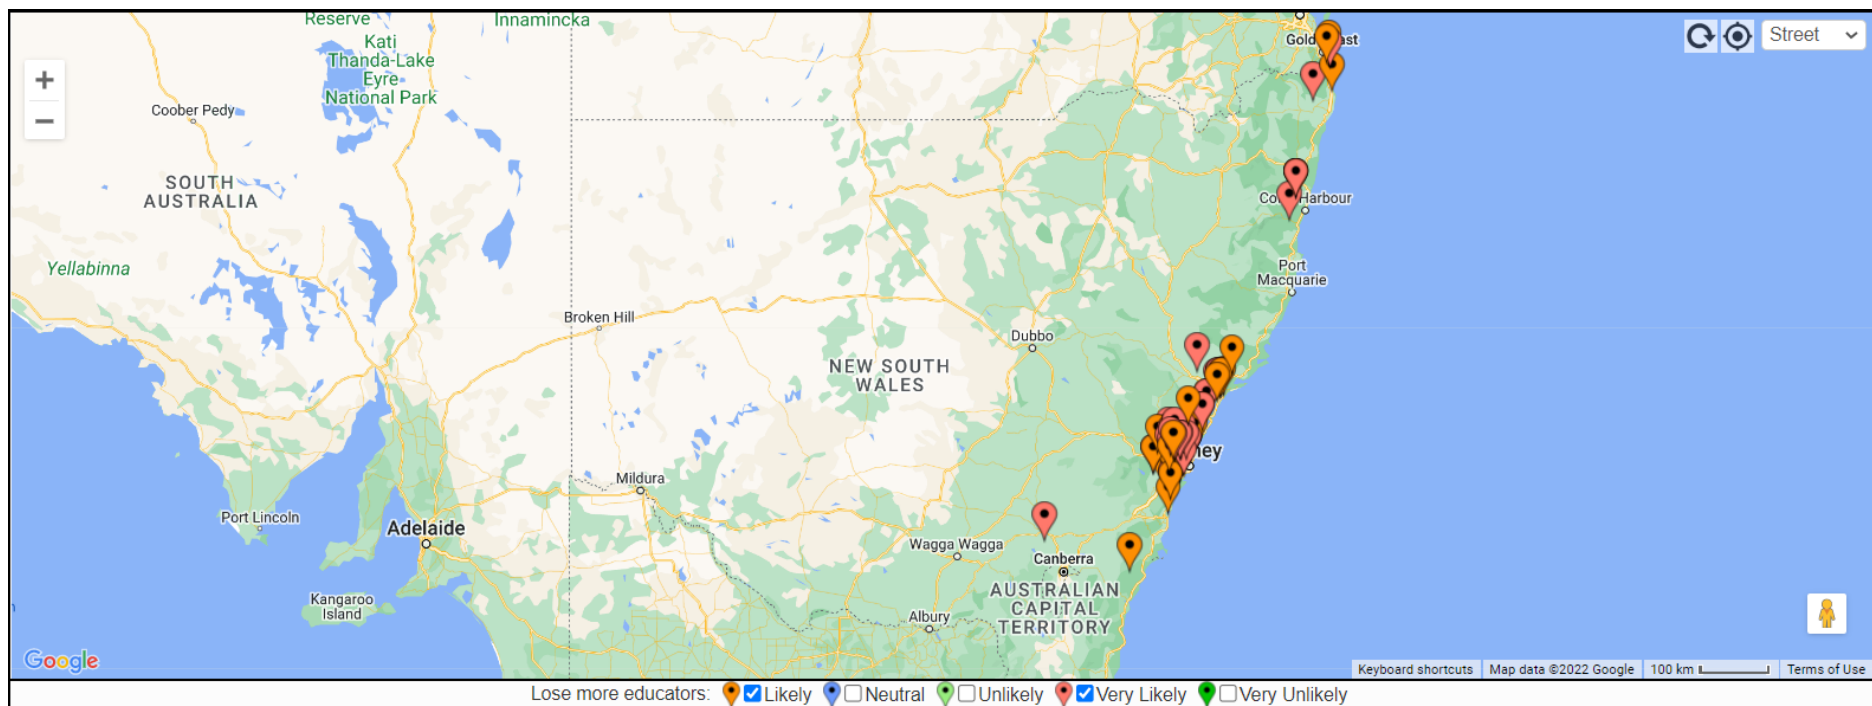 Reserve
Innamincka
Kati
Thanda-Lake
Eyre
National Park
Gold
ast
Street
Coober Pedy
SOUTH
AUSTRALIA
Harbour
Yellabinna
Port
Macquarie
Broken Hill
Dubbo
NEW SOUTH
WALES
ney
Mildura
Port Lincoln
Adelaide
Wagga Wagga
Canberra
AUSTRALIAN
CAPITAL
TERRITORY
Kangaroo
Island
Albury
Google
Keyboard shortcuts
Map data ©2022 Google
100 km
Terms of Use
Lose more educators: Likely Neutral Unlikely Very Likely Very Unlikely